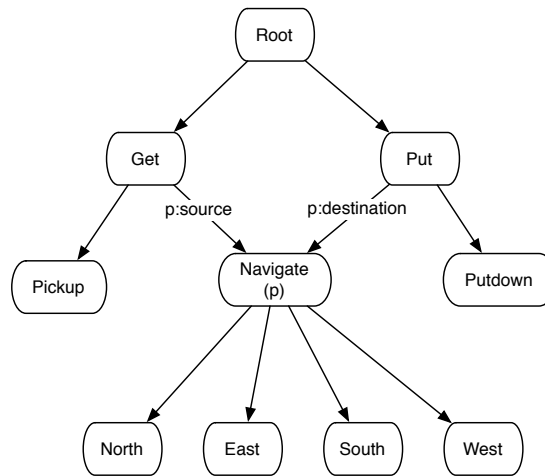 Root
Get
Put
p:source
p:destination
Pickup
Navigate
(p)
Putdown
North
East
South
West